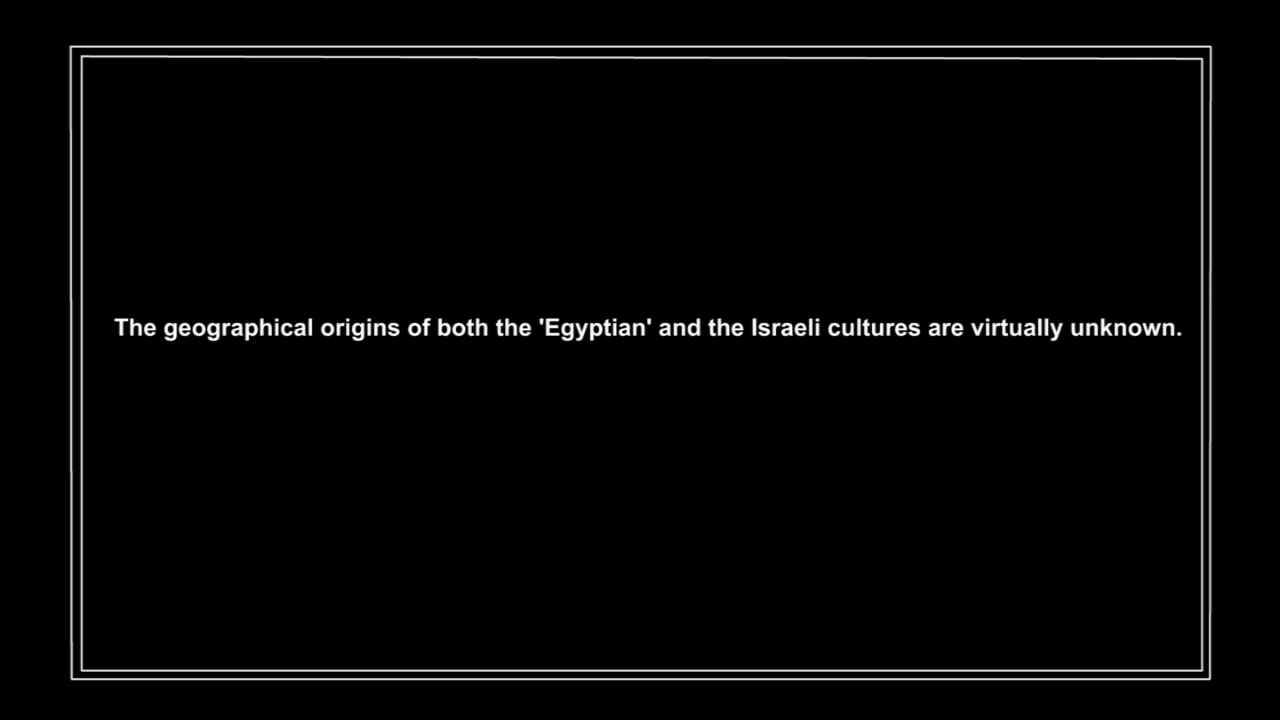 The geographical origins of both the 'Egyptian' and the Israeli cultures are virtually unknown.